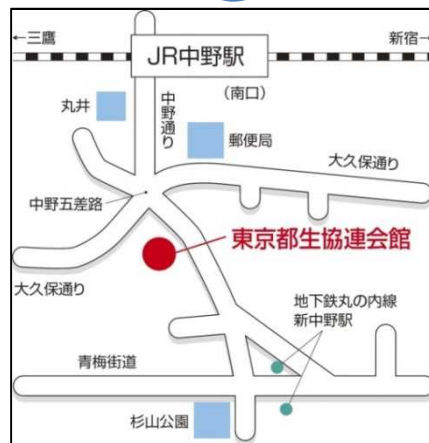 ←三鷹
新宿→
JR中野駅
(南口)
丸井
中野通り
郵便局
大久保通り
中野五差路
東京都生協連会館
大久保通り
地下鉄丸の内線
新中野駅
青梅街道
杉山公園